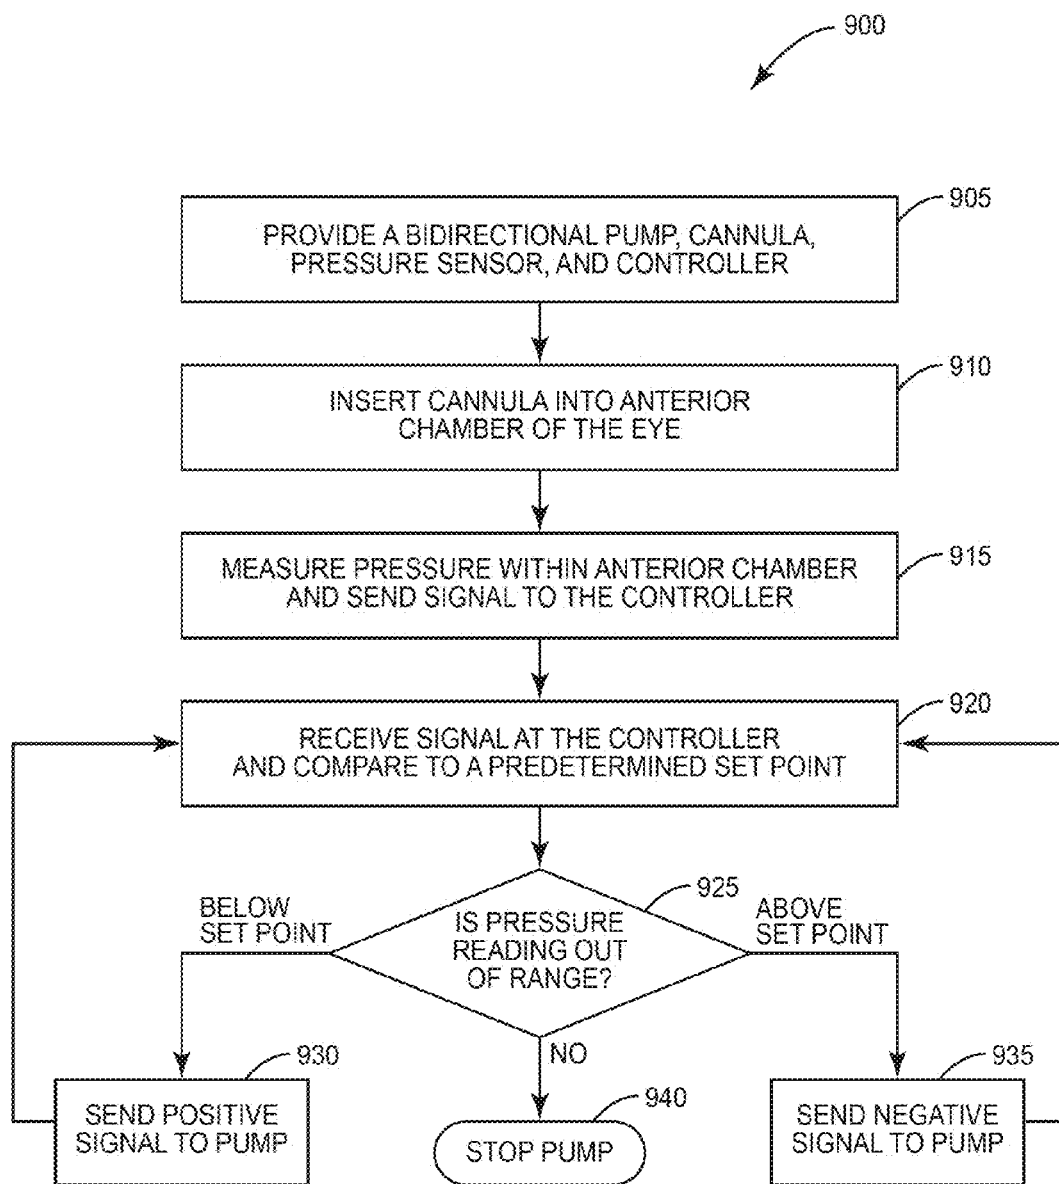 900
905
PROVIDE A BIDIRECTIONAL PUMP, CANNULA,
PRESSURE SENSOR, AND CONTROLLER
910
INSERT CANNULA INTO ANTERIOR
CHAMBER OF THE EYE
915
MEASURE PRESSURE WITHIN ANTERIOR CHAMBER
AND SEND SIGNAL TO THE CONTROLLER
920
RECEIVE SIGNAL AT THE CONTROLLER
AND COMPARE TO A PREDETERMINED SET POINT
925
BELOW
SET POINT
IS PRESSURE
READING OUT
OF RANGE?
ABOVE
SET POINT
NO
930
SEND POSITIVE
SIGNAL TO PUMP
940
STOP PUMP
935
SEND NEGATIVE
SIGNAL TO PUMP